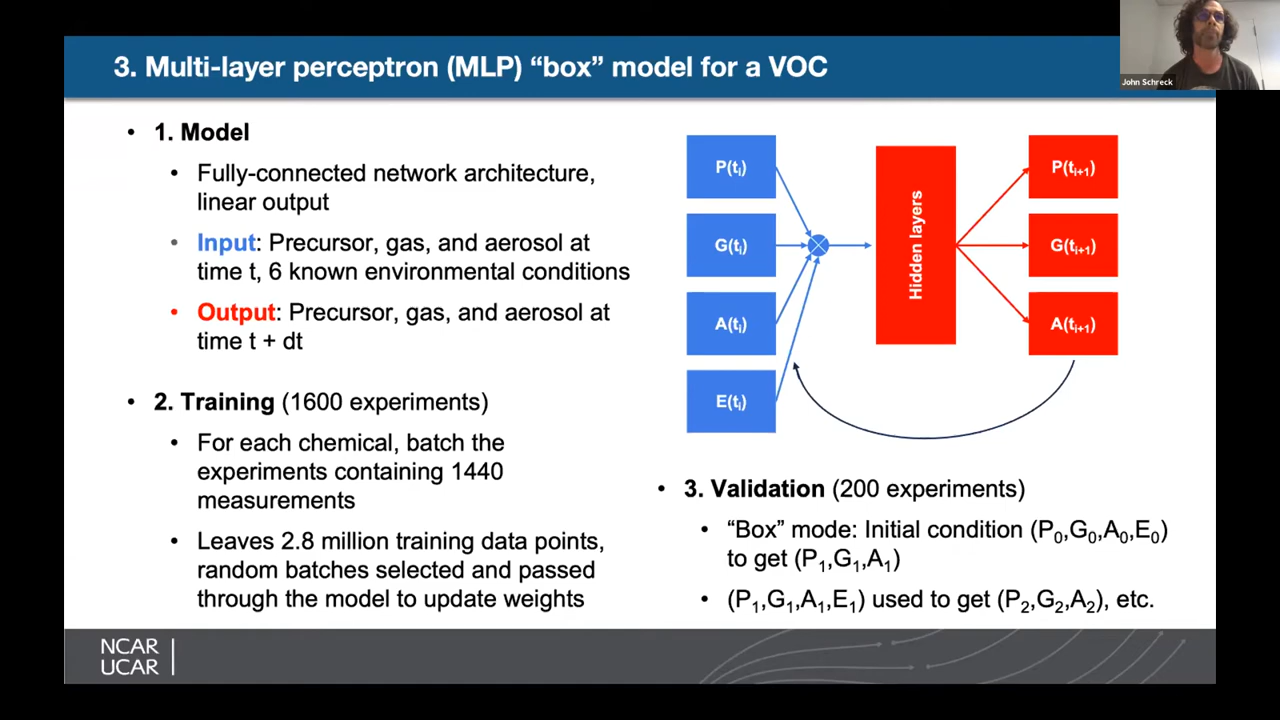 3. Multi-layer perceptron (MLP) “box” model for a VOC
John Schreck
• 1. Model
• Fully-connected network architecture,
linear output
• Input: Precursor, gas, and aerosol at
time t, 6 known environmental conditions
• Output: Precursor, gas, and aerosol at
time t + dt
• 2. Training (1600 experiments)
• For each chemical, batch the
experiments containing 1440
measurements
• Leaves 2.8 million training data points,
random batches selected and passed
through the model to update weights
P(tᵢ)
G(tᵢ)
A(tᵢ)
E(tᵢ)
Hidden layers
P(tᵢ₊₁)
G(tᵢ₊₁)
A(tᵢ₊₁)
• 3. Validation (200 experiments)
• “Box” mode: Initial condition (P₀,G₀,A₀,E₀)
to get (P₁,G₁,A₁)
• (P₁,G₁,A₁,E₁) used to get (P₂,G₂,A₂), etc.
NCAR
UCAR